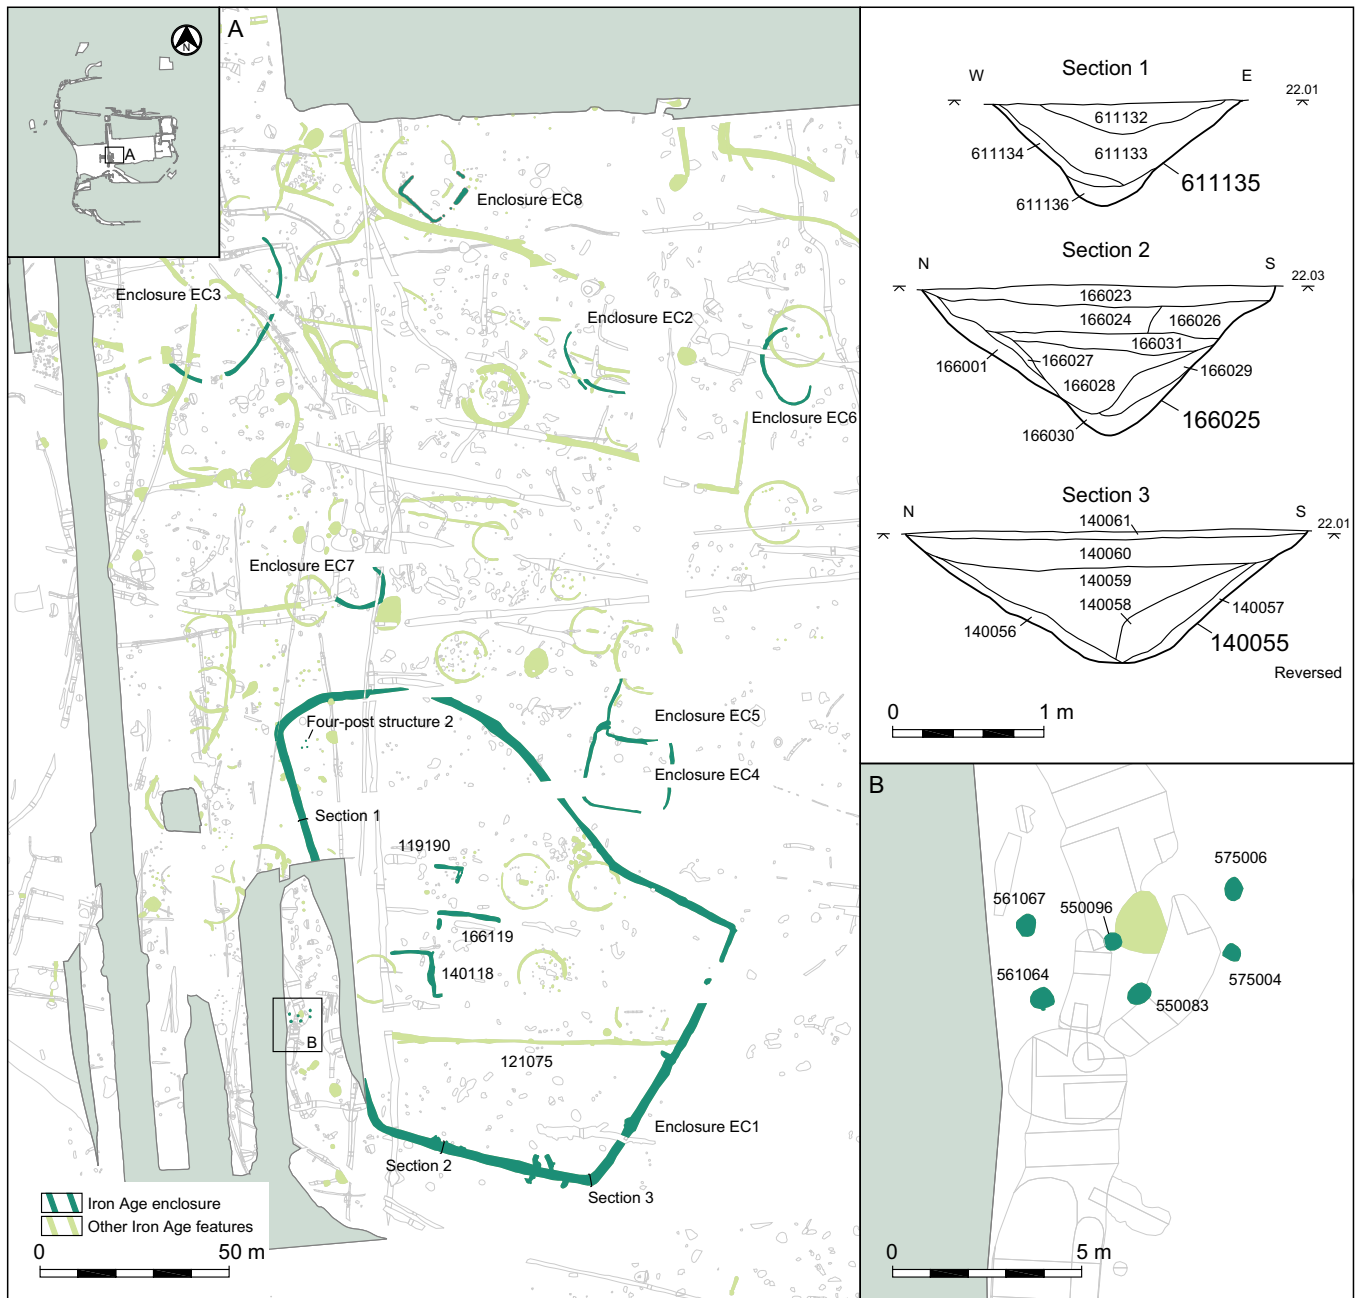 N
A
A
Enclosure EC8
Enclosure EC3
Enclosure EC2
Enclosure EC6
Enclosure EC7
Four-post structure 2
Enclosure EC5
Enclosure EC4
Section 1
119190
166119
140118
B
121075
Enclosure EC1
Section 2
Section 3
Iron Age enclosure
Other Iron Age features
0 50 m
Section 1
W E
22.01
611132
611134 611133
611135
611136
Section 2
N S
22.03
166023
166024 166026
166031
166001 166027 166029
166028
166025
166030
Section 3
N S
140061 22.01
140060
140059
140058 140057
140056
140055
Reversed
0 1 m
B
575006
561067
550096
561064
575004
550083
0 5 m